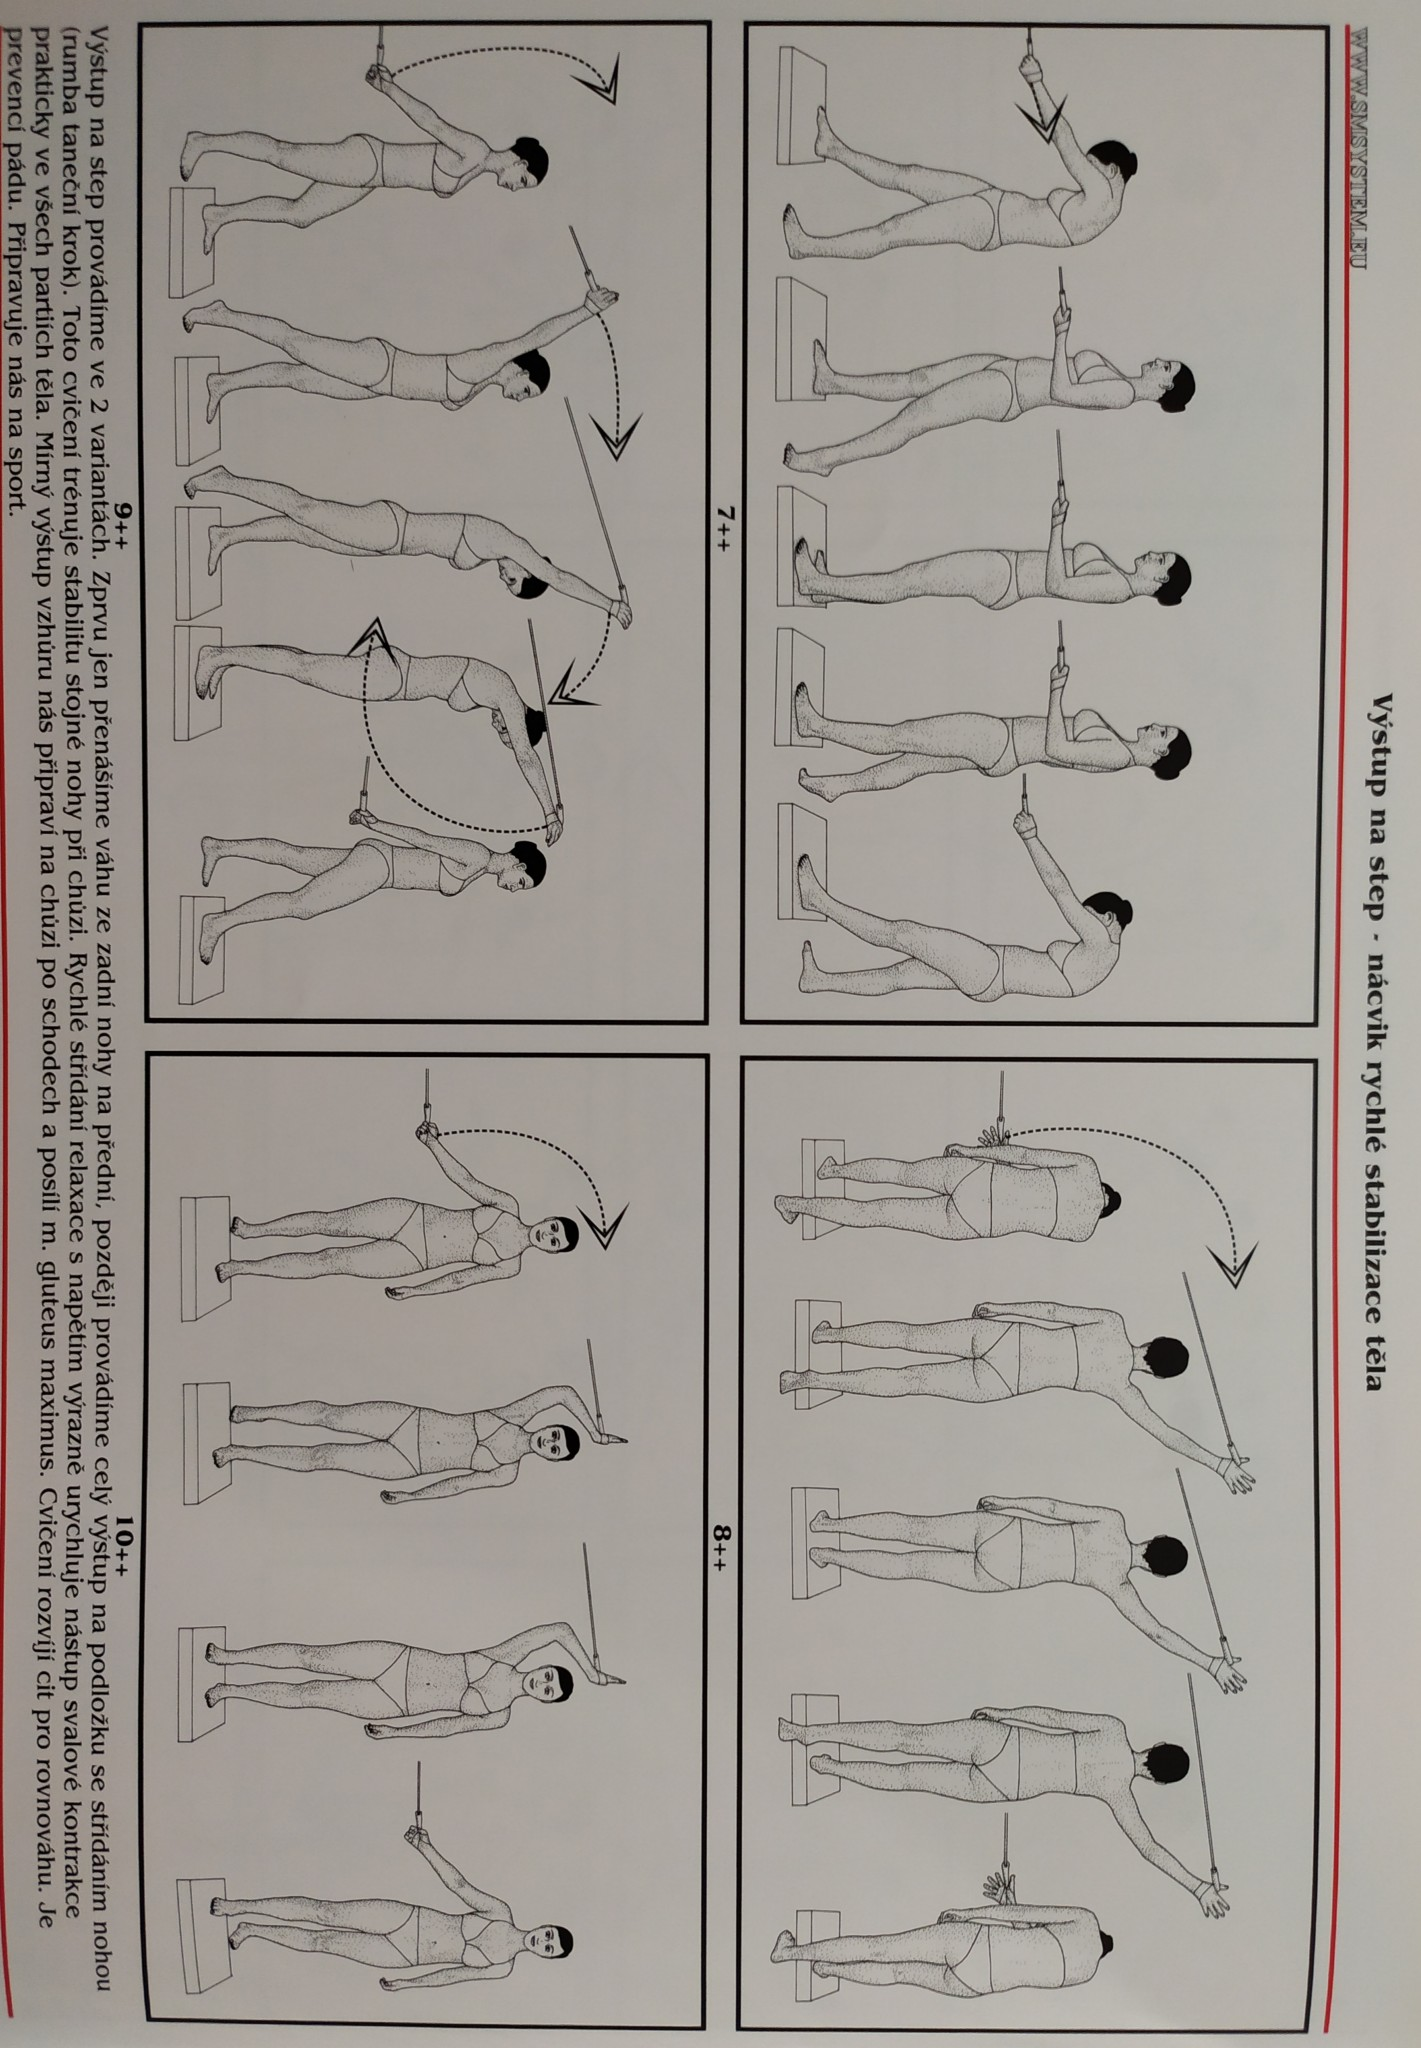 WWW.SMSYSTEM.EU
Výstup na step - nácvik rychlé stabilizace těla
7++
8++
9++
10++
Výstup na step provádíme ve 2 variantách. Zprvu jen přenášíme váhu ze zadní nohy na přední, později provádíme celý výstup na podložku se střídáním nohou
(rumba taneční krok). Toto cvičení trénuje stabilitu stojné nohy při chůzi. Rychlé střídání relaxace s napětím výrazně urychluje nástup svalové kontrakce
prakticky ve všech partiích těla. Mírný výstup vzhůru nás připraví na chůzi po schodech a posílí m. gluteus maximus. Cvičení rozvíjí cit pro rovnováhu. Je
prevencí pádu. Připravuje nás na sport.